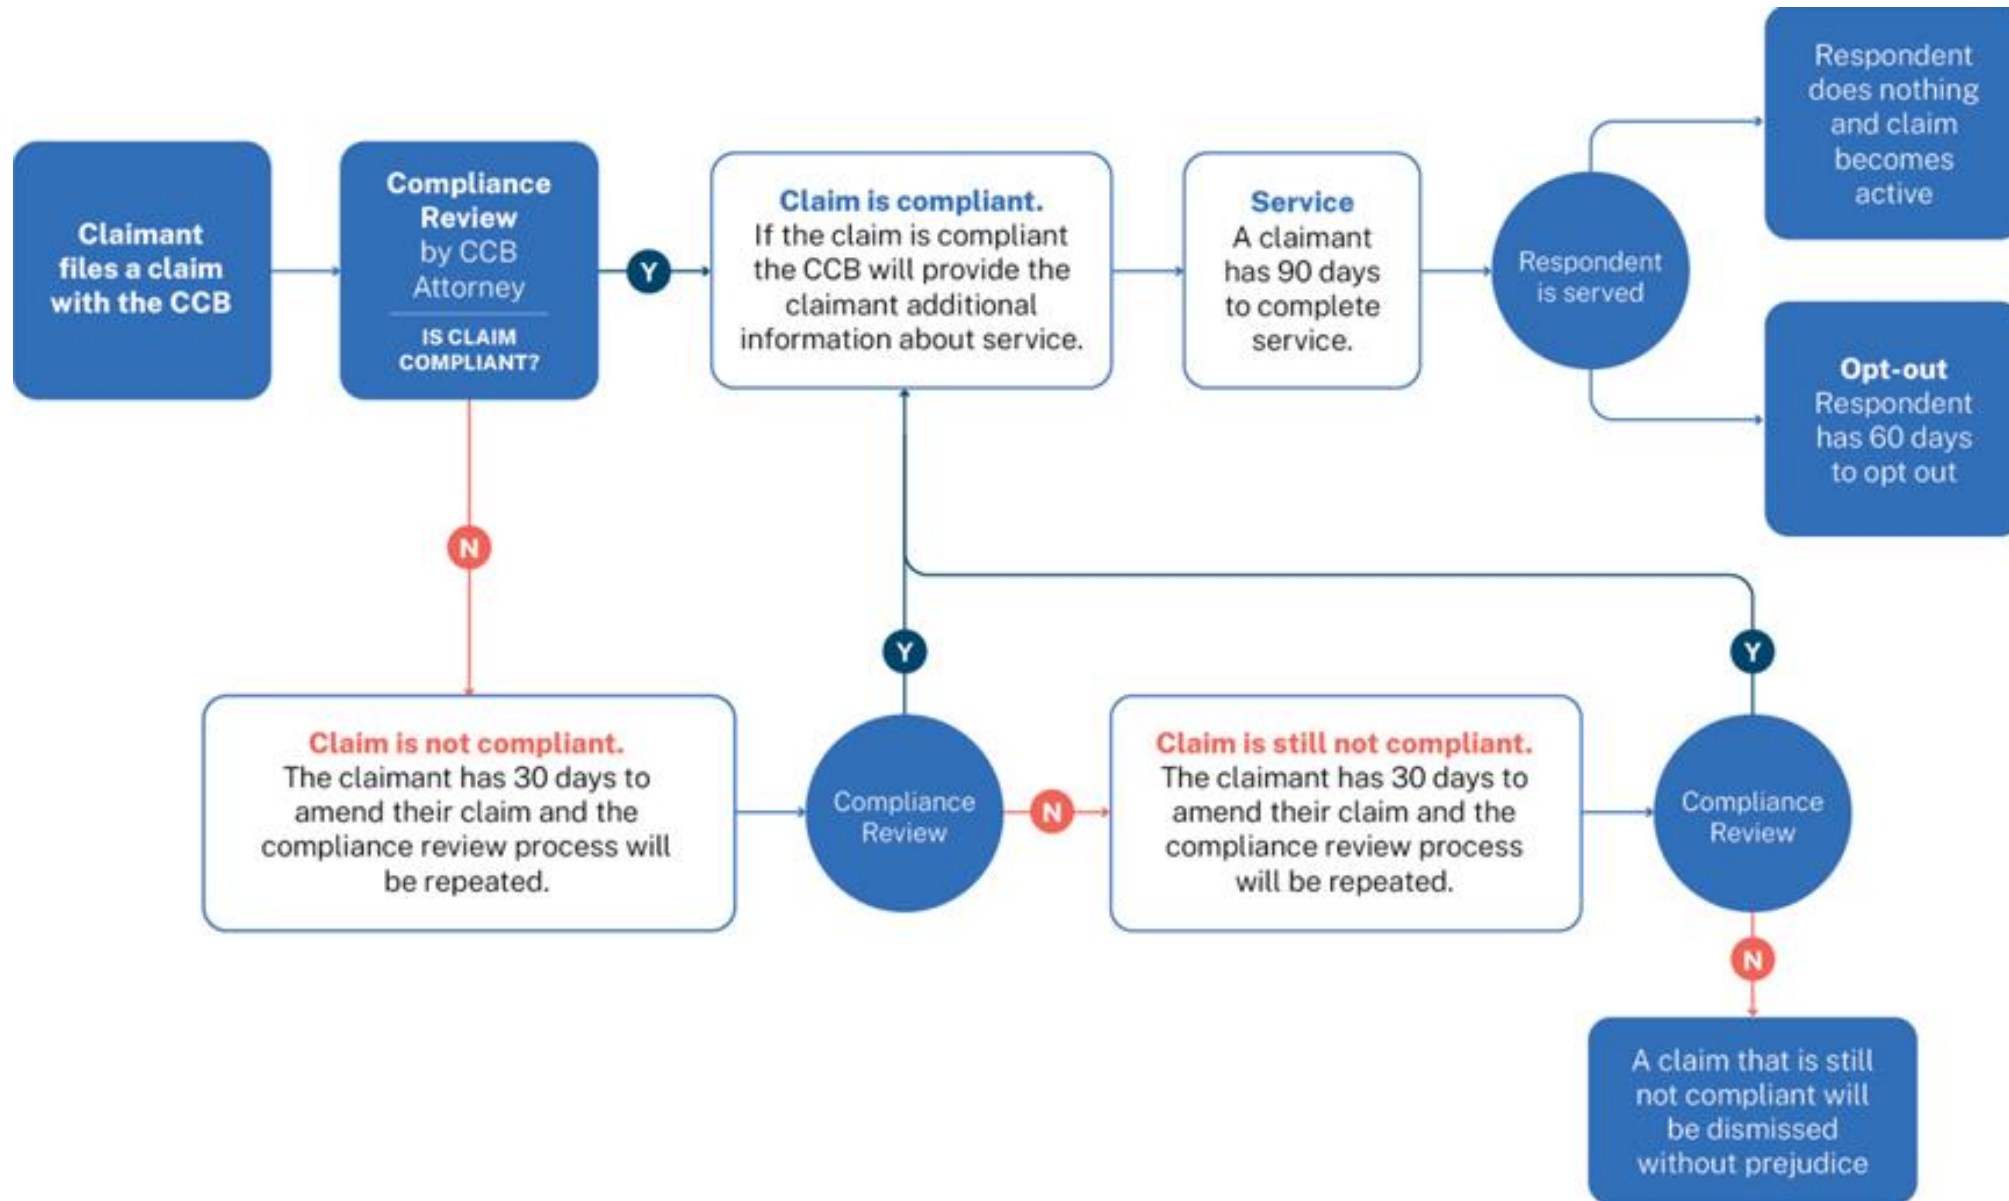 Claimant
files a claim
with the CCB
Compliance
Review
by CCB
Attorney
IS CLAIM
COMPLIANT?
Y
Claim is compliant.
If the claim is compliant
the CCB will provide the
claimant additional
information about service.
Service
A claimant
has 90 days
to complete
service.
Respondent
is served
Respondent
does nothing
and claim
becomes
active
Opt-out
Respondent
has 60 days
to opt out
N
Claim is not compliant.
The claimant has 30 days to
amend their claim and the
compliance review process will
be repeated.
Compliance
Review
Y
N
Claim is still not compliant.
The claimant has 30 days to
amend their claim and the
compliance review process
will be repeated.
Compliance
Review
Y
N
A claim that is still
not compliant will
be dismissed
without prejudice